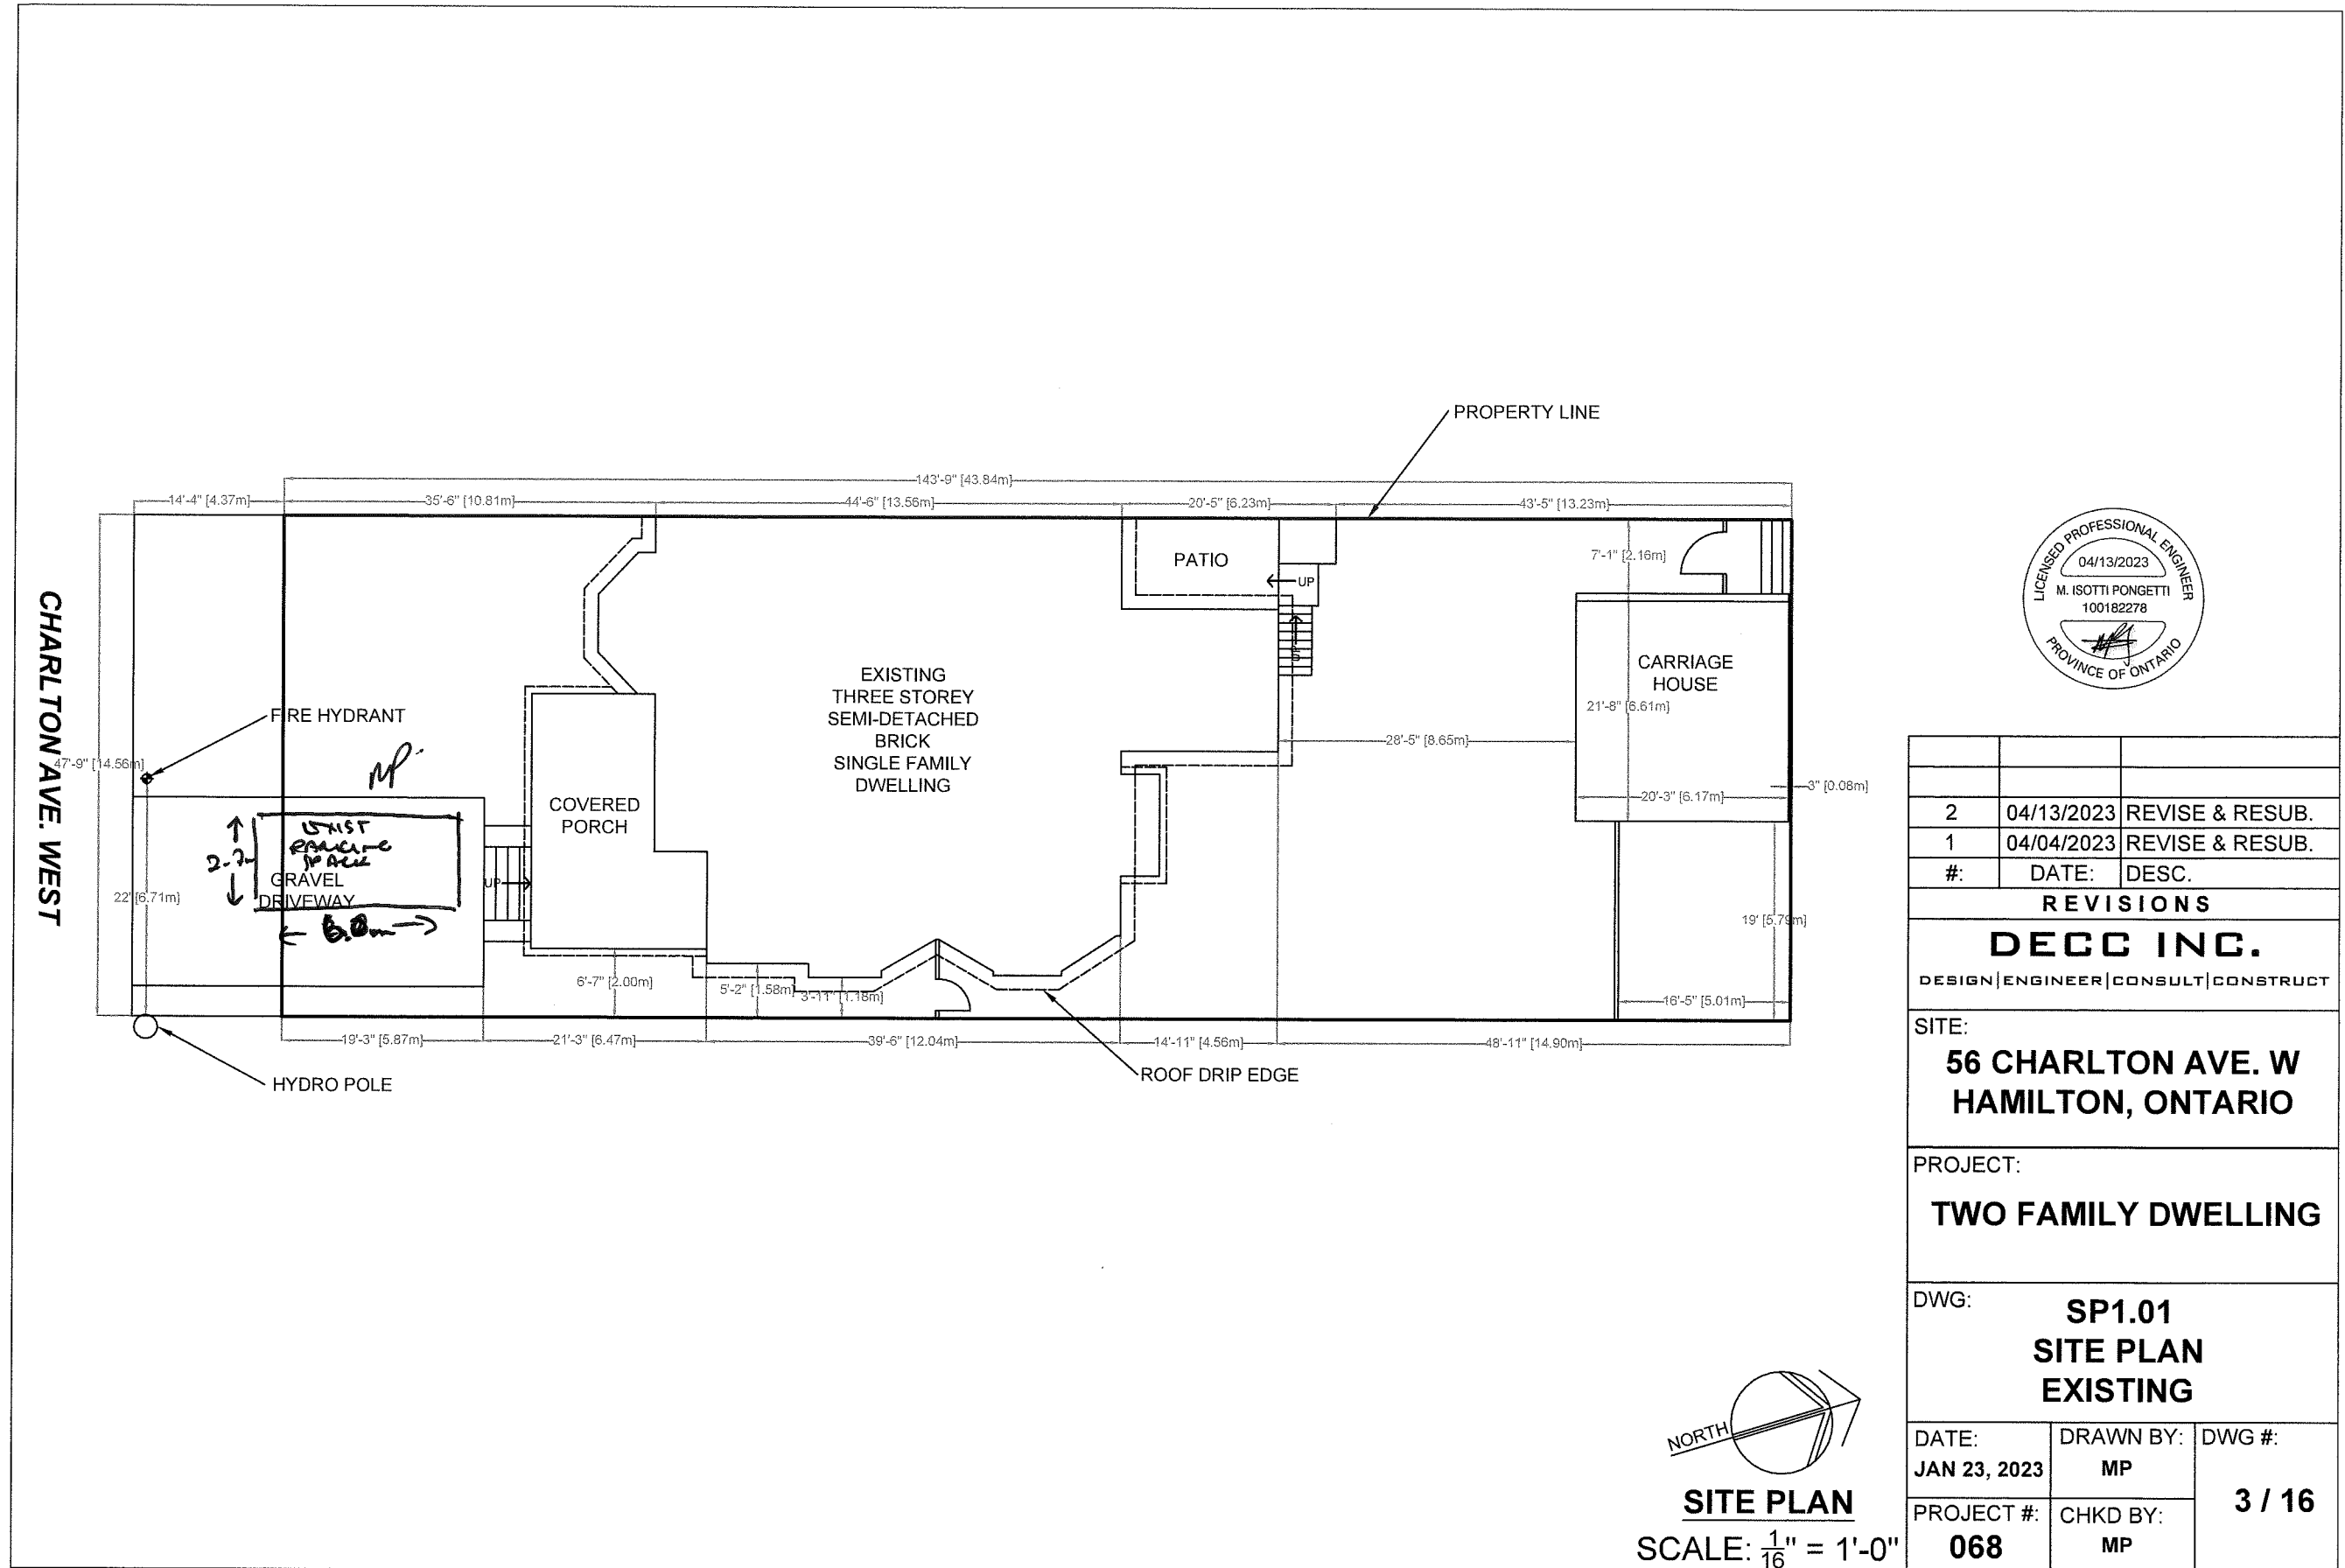 PROPERTY LINE
143'-9" [43.84m]
14'-4" [4.37m]
35'-6" [10.81m]
44'-6" [13.56m]
20'-5" [6.23m]
43'-5" [13.23m]
PATIO
UP
UP
7'-1" [2.16m]
CHARLTON AVE. WEST
47'-9" [14.56m]
FIRE HYDRANT
MP
EXISTING
THREE STOREY
SEMI-DETACHED
BRICK
SINGLE FAMILY
DWELLING
CARRIAGE
HOUSE
21'-8" [6.61m]
28'-5" [8.65m]
20'-3" [6.17m]
3" [0.08m]
COVERED
PORCH
EXIST
PARKING
SPACE
2.7m
GRAVEL
DRIVEWAY
6.0m
UP
22' [6.71m]
19' [5.79m]
6'-7" [2.00m]
5'-2" [1.58m]
3'-11" [1.18m]
16'-5" [5.01m]
19'-3" [5.87m]
21'-3" [6.47m]
39'-6" [12.04m]
14'-11" [4.56m]
48'-11" [14.90m]
HYDRO POLE
ROOF DRIP EDGE
NORTH
SITE PLAN
SCALE: 1/16" = 1'-0"
LICENSED PROFESSIONAL ENGINEER
04/13/2023
M. ISOTTI PONGETTI
100182278
PROVINCE OF ONTARIO
2 04/13/2023 REVISE & RESUB.
1 04/04/2023 REVISE & RESUB.
#: DATE: DESC.
REVISIONS
DECC INC.
DESIGN|ENGINEER|CONSULT|CONSTRUCT
SITE:
56 CHARLTON AVE. W
HAMILTON, ONTARIO
PROJECT:
TWO FAMILY DWELLING
DWG:
SP1.01
SITE PLAN
EXISTING
DATE: DRAWN BY: DWG #:
JAN 23, 2023 MP
3 / 16
PROJECT #: CHKD BY:
068 MP